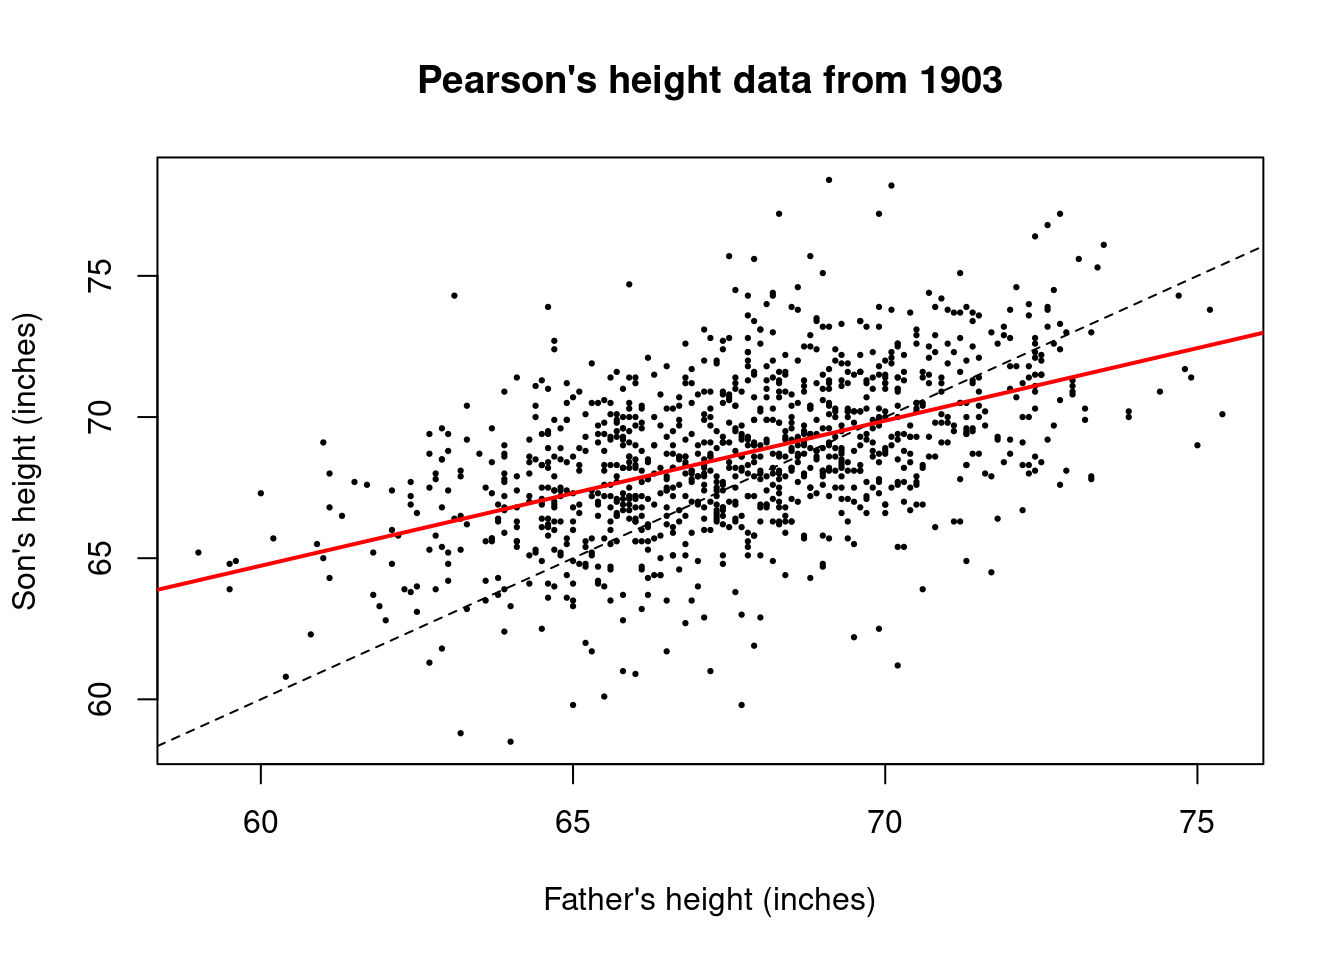 Pearson's height data from 1903
Son's height (inches)
75
70
65
60
60 65 70 75
Father's height (inches)